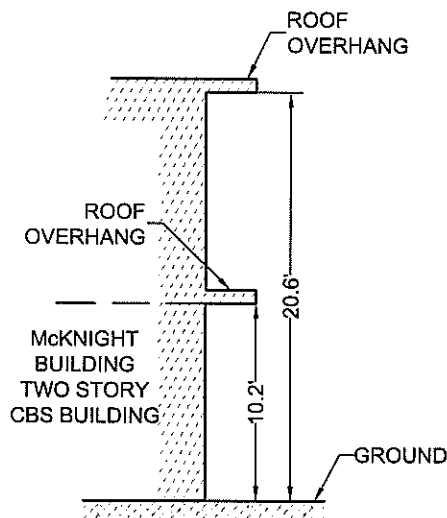 ROOF
OVERHANG
ROOF
OVERHANG
20.6'
McKNIGHT
BUILDING
TWO STORY
CBS BUILDING
10.2'
GROUND